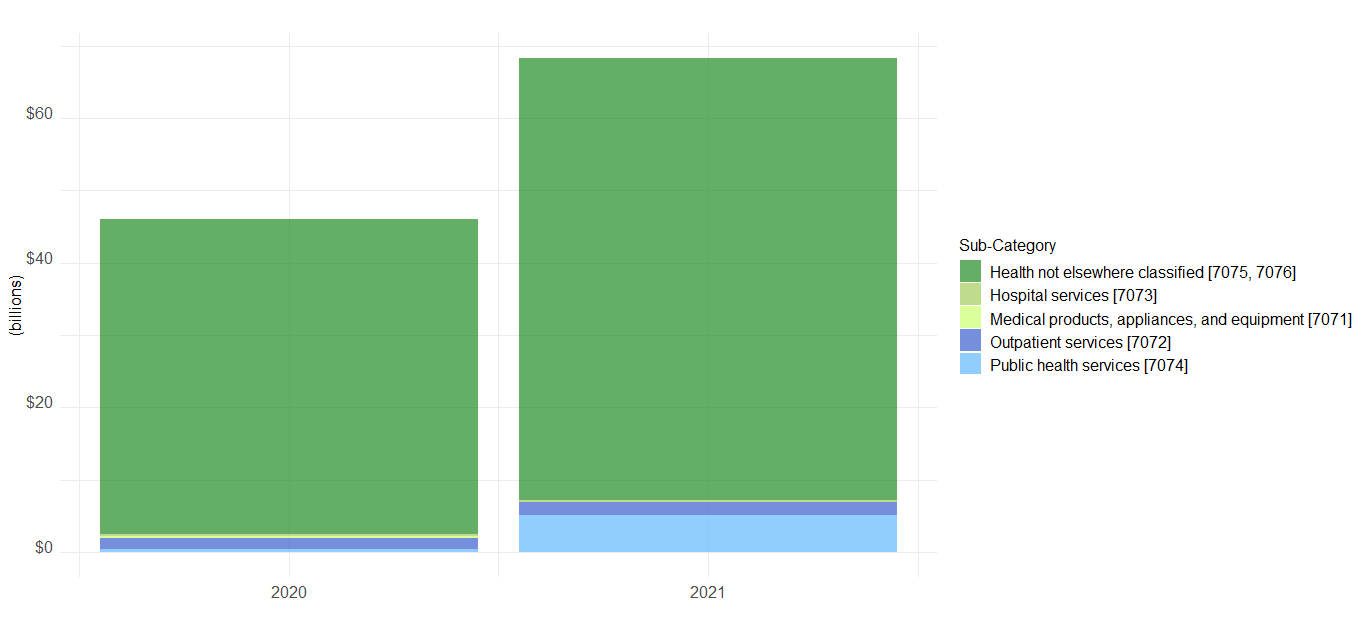 $60
$40
$20
$0
(billions)
2020
2021
Sub-Category
Health not elsewhere classified [7075, 7076]
Hospital services [7073]
Medical products, appliances, and equipment [7071]
Outpatient services [7072]
Public health services [7074]